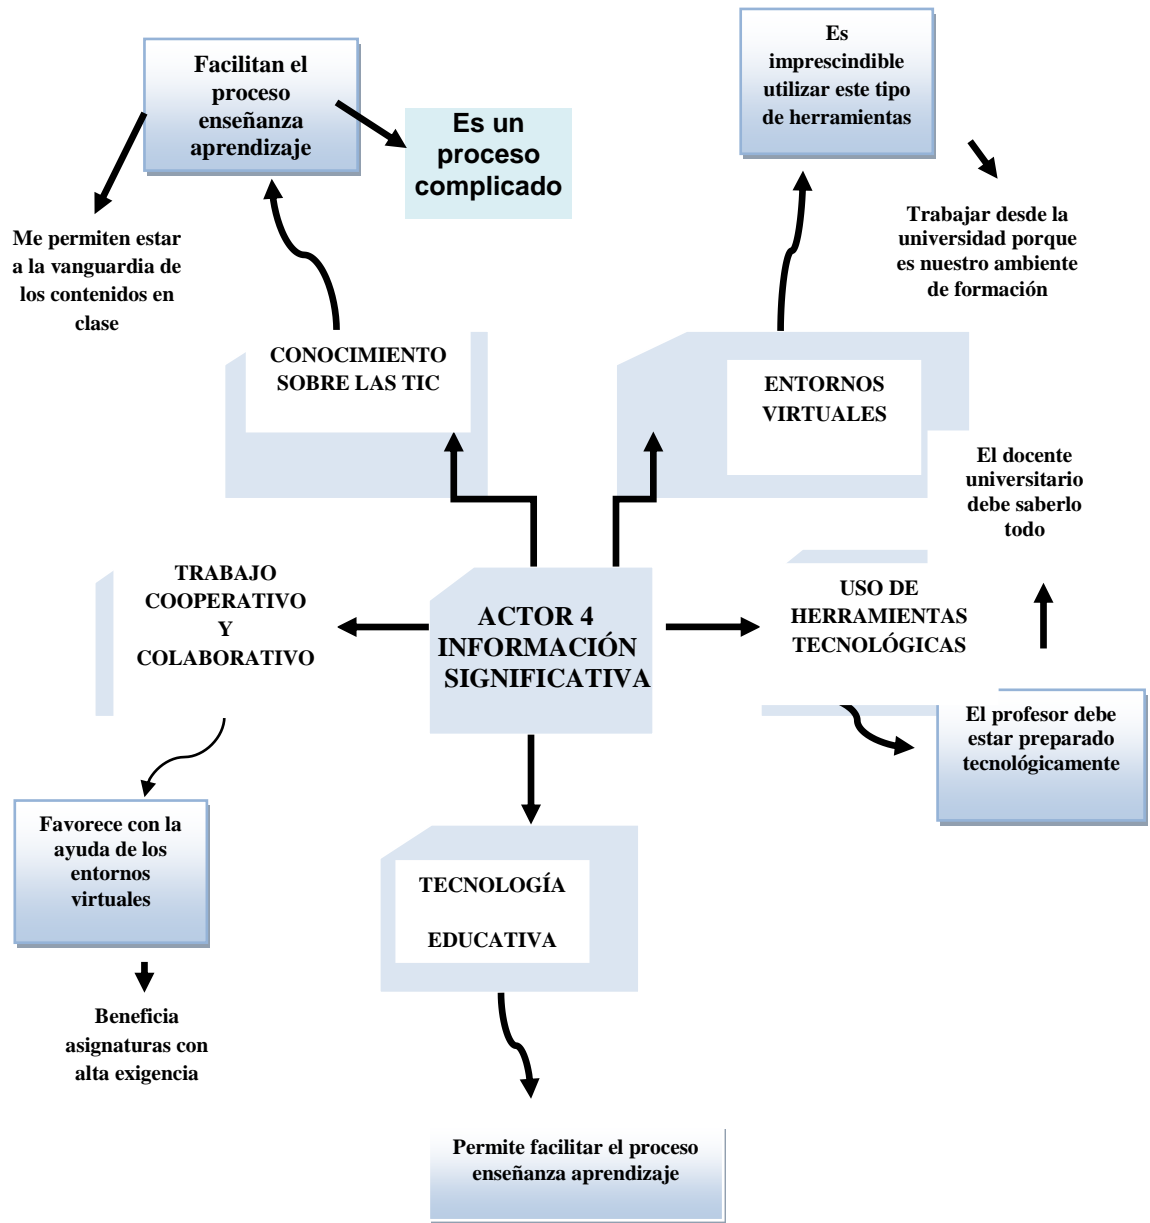 Facilitan el
proceso
enseñanza
aprendizaje
Es un
proceso
complicado
Es
imprescindible
utilizar este tipo
de herramientas
Me permiten estar
a la vanguardia de
los contenidos en
clase
Trabajar desde la
universidad porque
es nuestro ambiente
de formación
CONOCIMIENTO
SOBRE LAS TIC
ENTORNOS
VIRTUALES
El docente
universitario
debe saberlo
todo
TRABAJO
COOPERATIVO
Y
COLABORATIVO
ACTOR 4
INFORMACIÓN
SIGNIFICATIVA
USO DE
HERRAMIENTAS
TECNOLÓGICAS
El profesor debe
estar preparado
tecnológicamente
Favorece con la
ayuda de los
entornos
virtuales
TECNOLOGÍA
EDUCATIVA
Beneficia
asignaturas con
alta exigencia
Permite facilitar el proceso
enseñanza aprendizaje